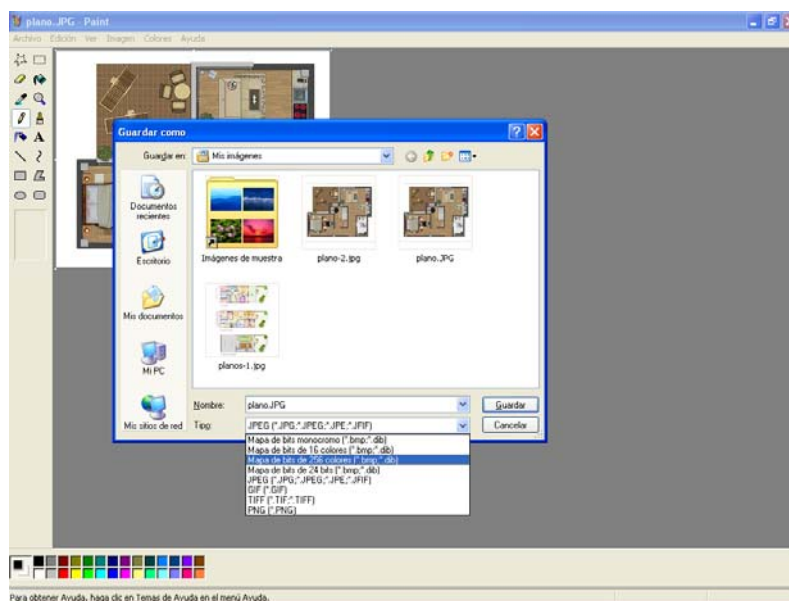 plano.JPG - Paint
Archivo Edición Ver Imagen Colores Ayuda
Guardar como
Guardar en: Mis imágenes
Documentos recientes
Escritorio
Mis documentos
Mi PC
Mis sitios de red
Imágenes de muestra
plano-2.jpg
plano.JPG
planos-1.jpg
Nombre: plano.JPG
Guardar
Tipo: JPEG (*.JPG;*.JPEG;*.JPE;*.JFIF)
Cancelar
Mapa de bits monocromo (*.bmp;*.dib)
Mapa de bits de 16 colores (*.bmp;*.dib)
Mapa de bits de 256 colores (*.bmp;*.dib)
Mapa de bits de 24 bits (*.bmp;*.dib)
JPEG (*.JPG;*.JPEG;*.JPE;*.JFIF)
GIF (*.GIF)
TIFF (*.TIF;*.TIFF)
PNG (*.PNG)
A
Para obtener Ayuda, haga clic en Temas de Ayuda en el menú Ayuda.